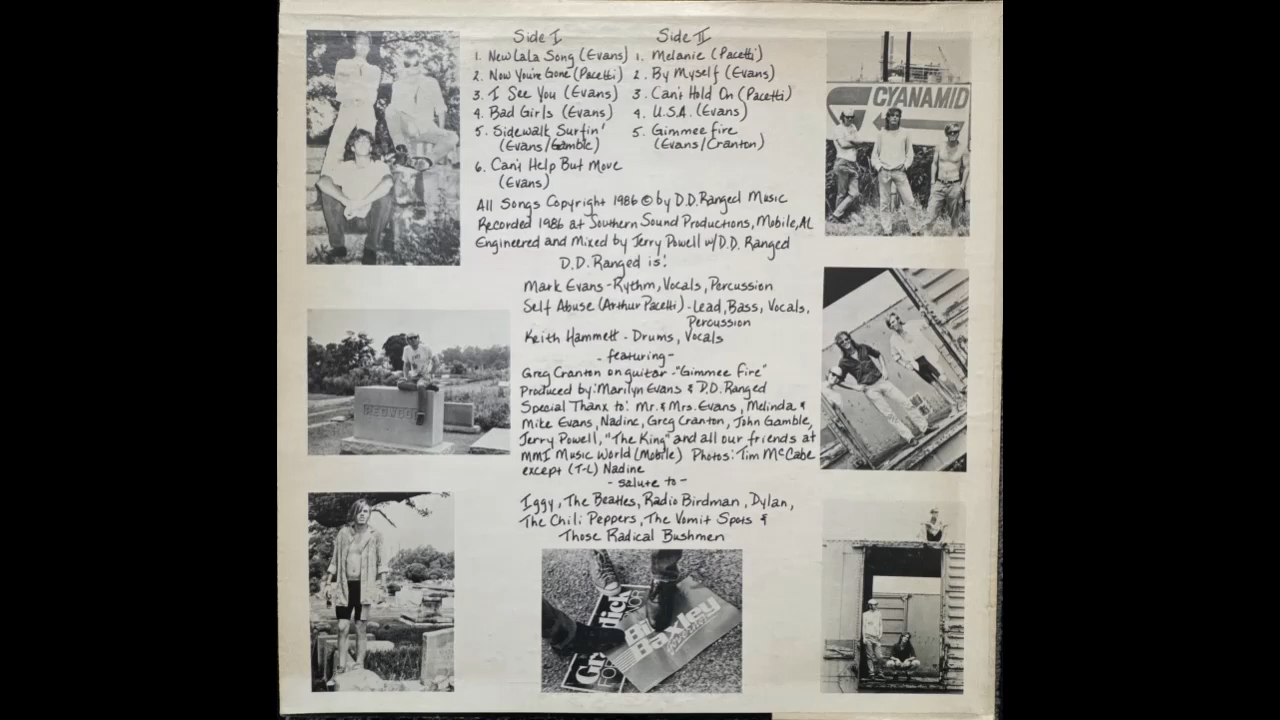 Side I
1. New Lala Song (Evans)
2. Now You're Gone (Pacetti)
3. I See You (Evans)
4. Bad Girls (Evans)
5. Sidewalk Surfin'
(Evans/Gamble)
6. Can't Help But Move
(Evans)
Side II
1. Melanie (Pacetti)
2. By Myself (Evans)
3. Can't Hold On (Pacetti)
4. U.S.A. (Evans)
5. Gimmee Fire
(Evans/Cranton)
All Songs Copyright 1986 © by D.D. Ranged Music
Recorded 1986 at Southern Sound Productions, Mobile, AL
Engineered and Mixed by Jerry Powell w/D.D. Ranged
D.D. Ranged is:
Mark Evans - Rythm, Vocals, Percussion
Self Abuse (Arthur Pacetti) - Lead, Bass, Vocals,
Percussion
Keith Hammett - Drums, Vocals
- featuring -
Greg Cranton on guitar - "Gimmee Fire"
Produced by: Marilyn Evans & D.D. Ranged
Special Thanx to: Mr. & Mrs. Evans, Melinda &
Mike Evans, Nadine, Greg Cranton, John Gamble,
Jerry Powell, "The King" and all our friends at
MMI Music World (Mobile) Photos: Tim McCabe
except (T-L) Nadine
- salute to -
Iggy, The Beatles, Radio Birdman, Dylan,
The Chili Peppers, The Vomit Spots &
Those Radical Bushmen
CYANAMID
Bill
Baxley